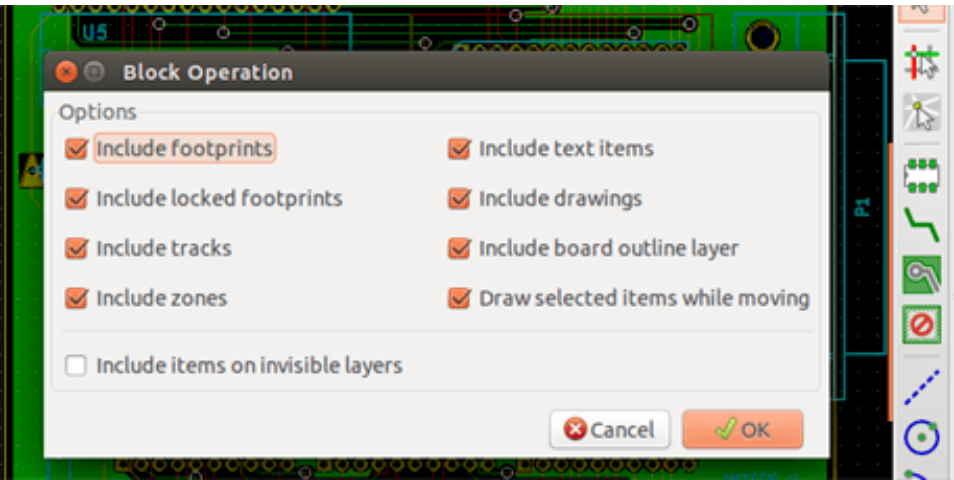 U5
Block Operation
Options
Include footprints
Include text items
Include locked footprints
Include drawings
Include tracks
Include board outline layer
Include zones
Draw selected items while moving
Include items on invisible layers
Cancel
OK
P1